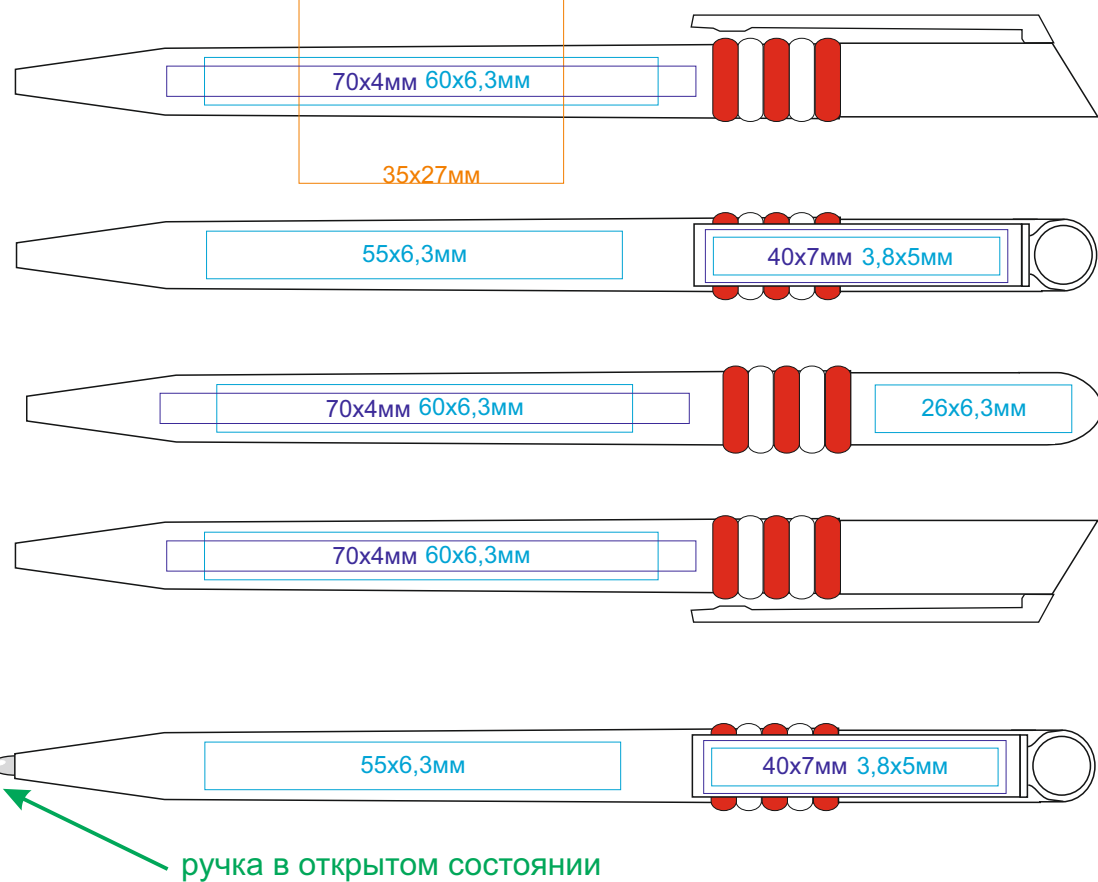 70х4мм 60х6,3мм
35х27мм
55х6,3мм 40х7мм 3,8х5мм
70х4мм 60х6,3мм 26х6,3мм
70х4мм 60х6,3мм
55х6,3мм 40х7мм 3,8х5мм
ручка в открытом состоянии